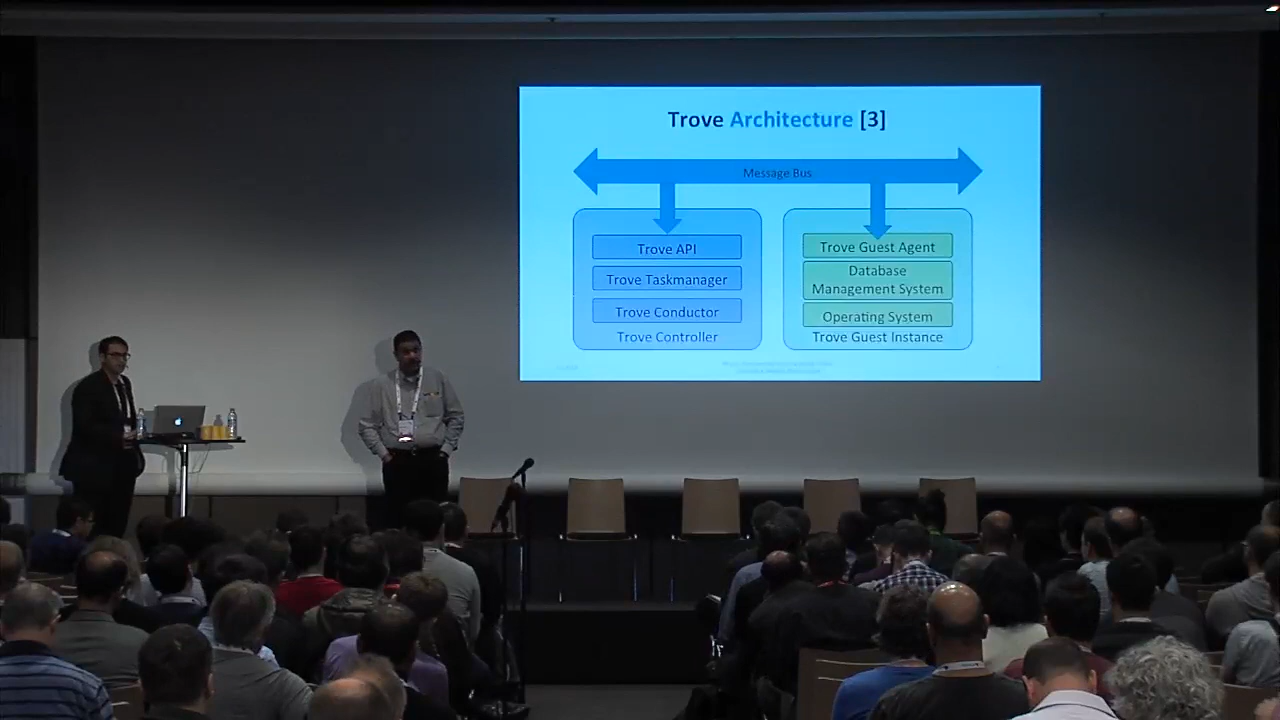 Trove Architecture [3]
Message Bus
Trove API
Trove Taskmanager
Trove Conductor
Trove Controller
Trove Guest Agent
Database
Management System
Operating System
Trove Guest Instance